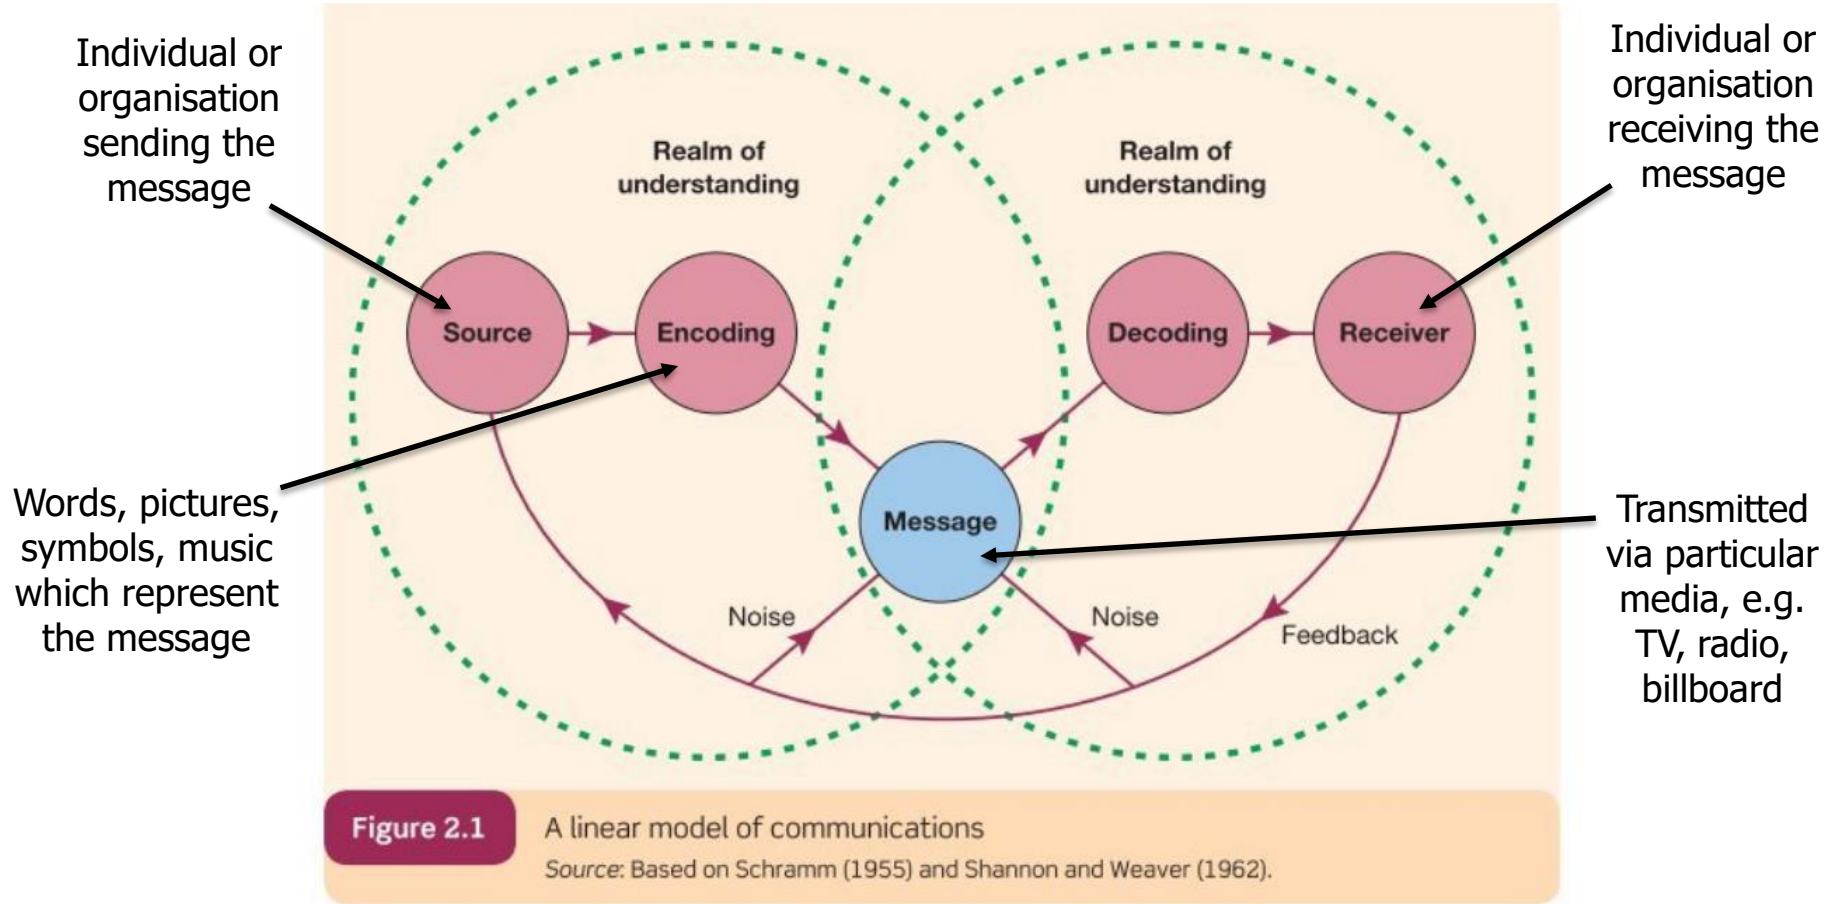 Individual or
organisation
sending the
message
Individual or
organisation
receiving the
message
Realm of
understanding
Realm of
understanding
Source
Encoding
Decoding
Receiver
Words, pictures,
symbols, music
which represent
the message
Message
Transmitted
via particular
media, e.g.
TV, radio,
billboard
Noise
Noise
Feedback
Figure 2.1
A linear model of communications
Source: Based on Schramm (1955) and Shannon and Weaver (1962).